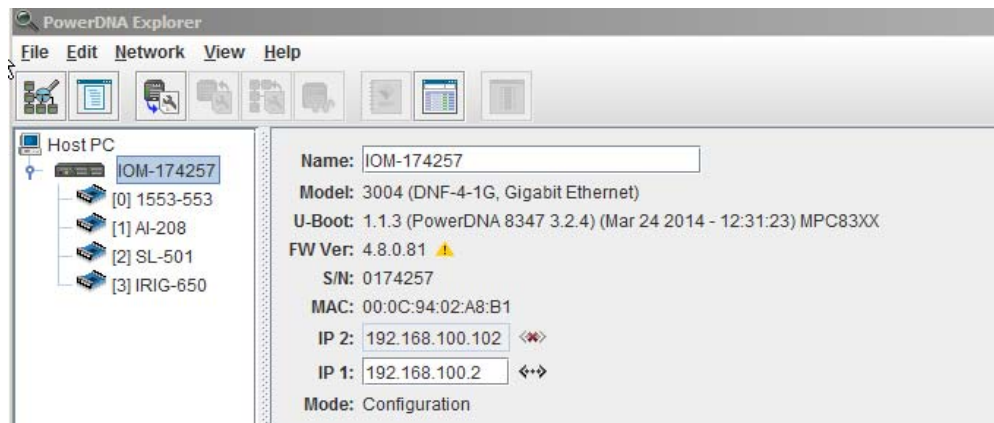 PowerDNA Explorer
File Edit Network View Help
Host PC
IOM-174257
[0] 1553-553
[1] AI-208
[2] SL-501
[3] IRIG-650
Name: IOM-174257
Model: 3004 (DNF-4-1G, Gigabit Ethernet)
U-Boot: 1.1.3 (PowerDNA 8347 3.2.4) (Mar 24 2014 - 12:31:23) MPC83XX
FW Ver: 4.8.0.81
S/N: 0174257
MAC: 00:0C:94:02:A8:B1
IP 2: 192.168.100.102
IP 1: 192.168.100.2
Mode: Configuration